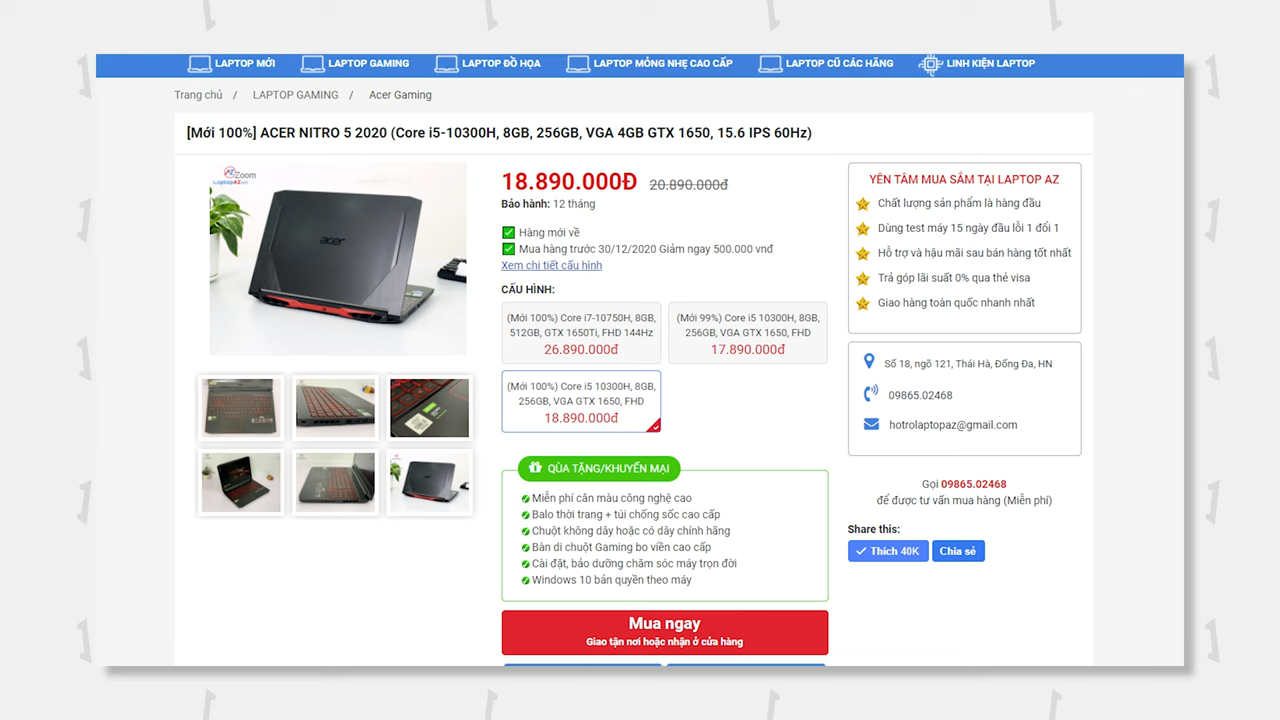 LAPTOP MỚI
LAPTOP GAMING
LAPTOP ĐỒ HỌA
LAPTOP MỎNG NHẸ CAO CẤP
LAPTOP CŨ CÁC HÃNG
LINH KIỆN LAPTOP
Trang chủ / LAPTOP GAMING / Acer Gaming
[Mới 100%] ACER NITRO 5 2020 (Core i5-10300H, 8GB, 256GB, VGA 4GB GTX 1650, 15.6 IPS 60Hz)
Zoom
LaptopAZ.vn
acer
18.890.000Đ 20.890.000đ
Bảo hành: 12 tháng
Hàng mới về
Mua hàng trước 30/12/2020 Giảm ngay 500.000 vnđ
Xem chi tiết cấu hình
CẤU HÌNH:
(Mới 100%) Core i7-10750H, 8GB,
512GB, GTX 1650Ti, FHD 144Hz
26.890.000đ
(Mới 99%) Core i5 10300H, 8GB,
256GB, VGA GTX 1650, FHD
17.890.000đ
(Mới 100%) Core i5 10300H, 8GB,
256GB, VGA GTX 1650, FHD
18.890.000đ
QÙA TẶNG/KHUYẾN MẠI
Miễn phí cân màu công nghệ cao
Balo thời trang + túi chống sốc cao cấp
Chuột không dây hoặc có dây chính hãng
Bàn di chuột Gaming bo viền cao cấp
Cài đặt, bảo dưỡng chăm sóc máy trọn đời
Windows 10 bản quyền theo máy
Mua ngay
Giao tận nơi hoặc nhận ở cửa hàng
YÊN TÂM MUA SẮM TẠI LAPTOP AZ
Chất lượng sản phẩm là hàng đầu
Dùng test máy 15 ngày đầu lỗi 1 đổi 1
Hỗ trợ và hậu mãi sau bán hàng tốt nhất
Trả góp lãi suất 0% qua thẻ visa
Giao hàng toàn quốc nhanh nhất
Số 18, ngõ 121, Thái Hà, Đống Đa, HN
09865.02468
hotrolaptopaz@gmail.com
Gọi 09865.02468
để được tư vấn mua hàng (Miễn phí)
Share this:
Thích 40K
Chia sẻ